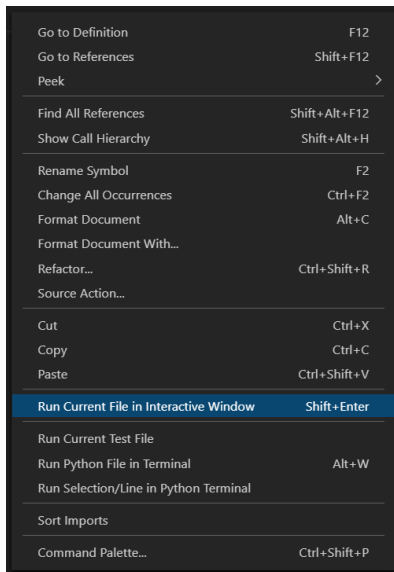 Go to Definition F12
Go to References Shift+F12
Peek >
Find All References Shift+Alt+F12
Show Call Hierarchy Shift+Alt+H
Rename Symbol F2
Change All Occurrences Ctrl+F2
Format Document Alt+C
Format Document With...
Refactor... Ctrl+Shift+R
Source Action...
Cut Ctrl+X
Copy Ctrl+C
Paste Ctrl+Shift+V
Run Current File in Interactive Window Shift+Enter
Run Current Test File
Run Python File in Terminal Alt+W
Run Selection/Line in Python Terminal
Sort Imports
Command Palette... Ctrl+Shift+P